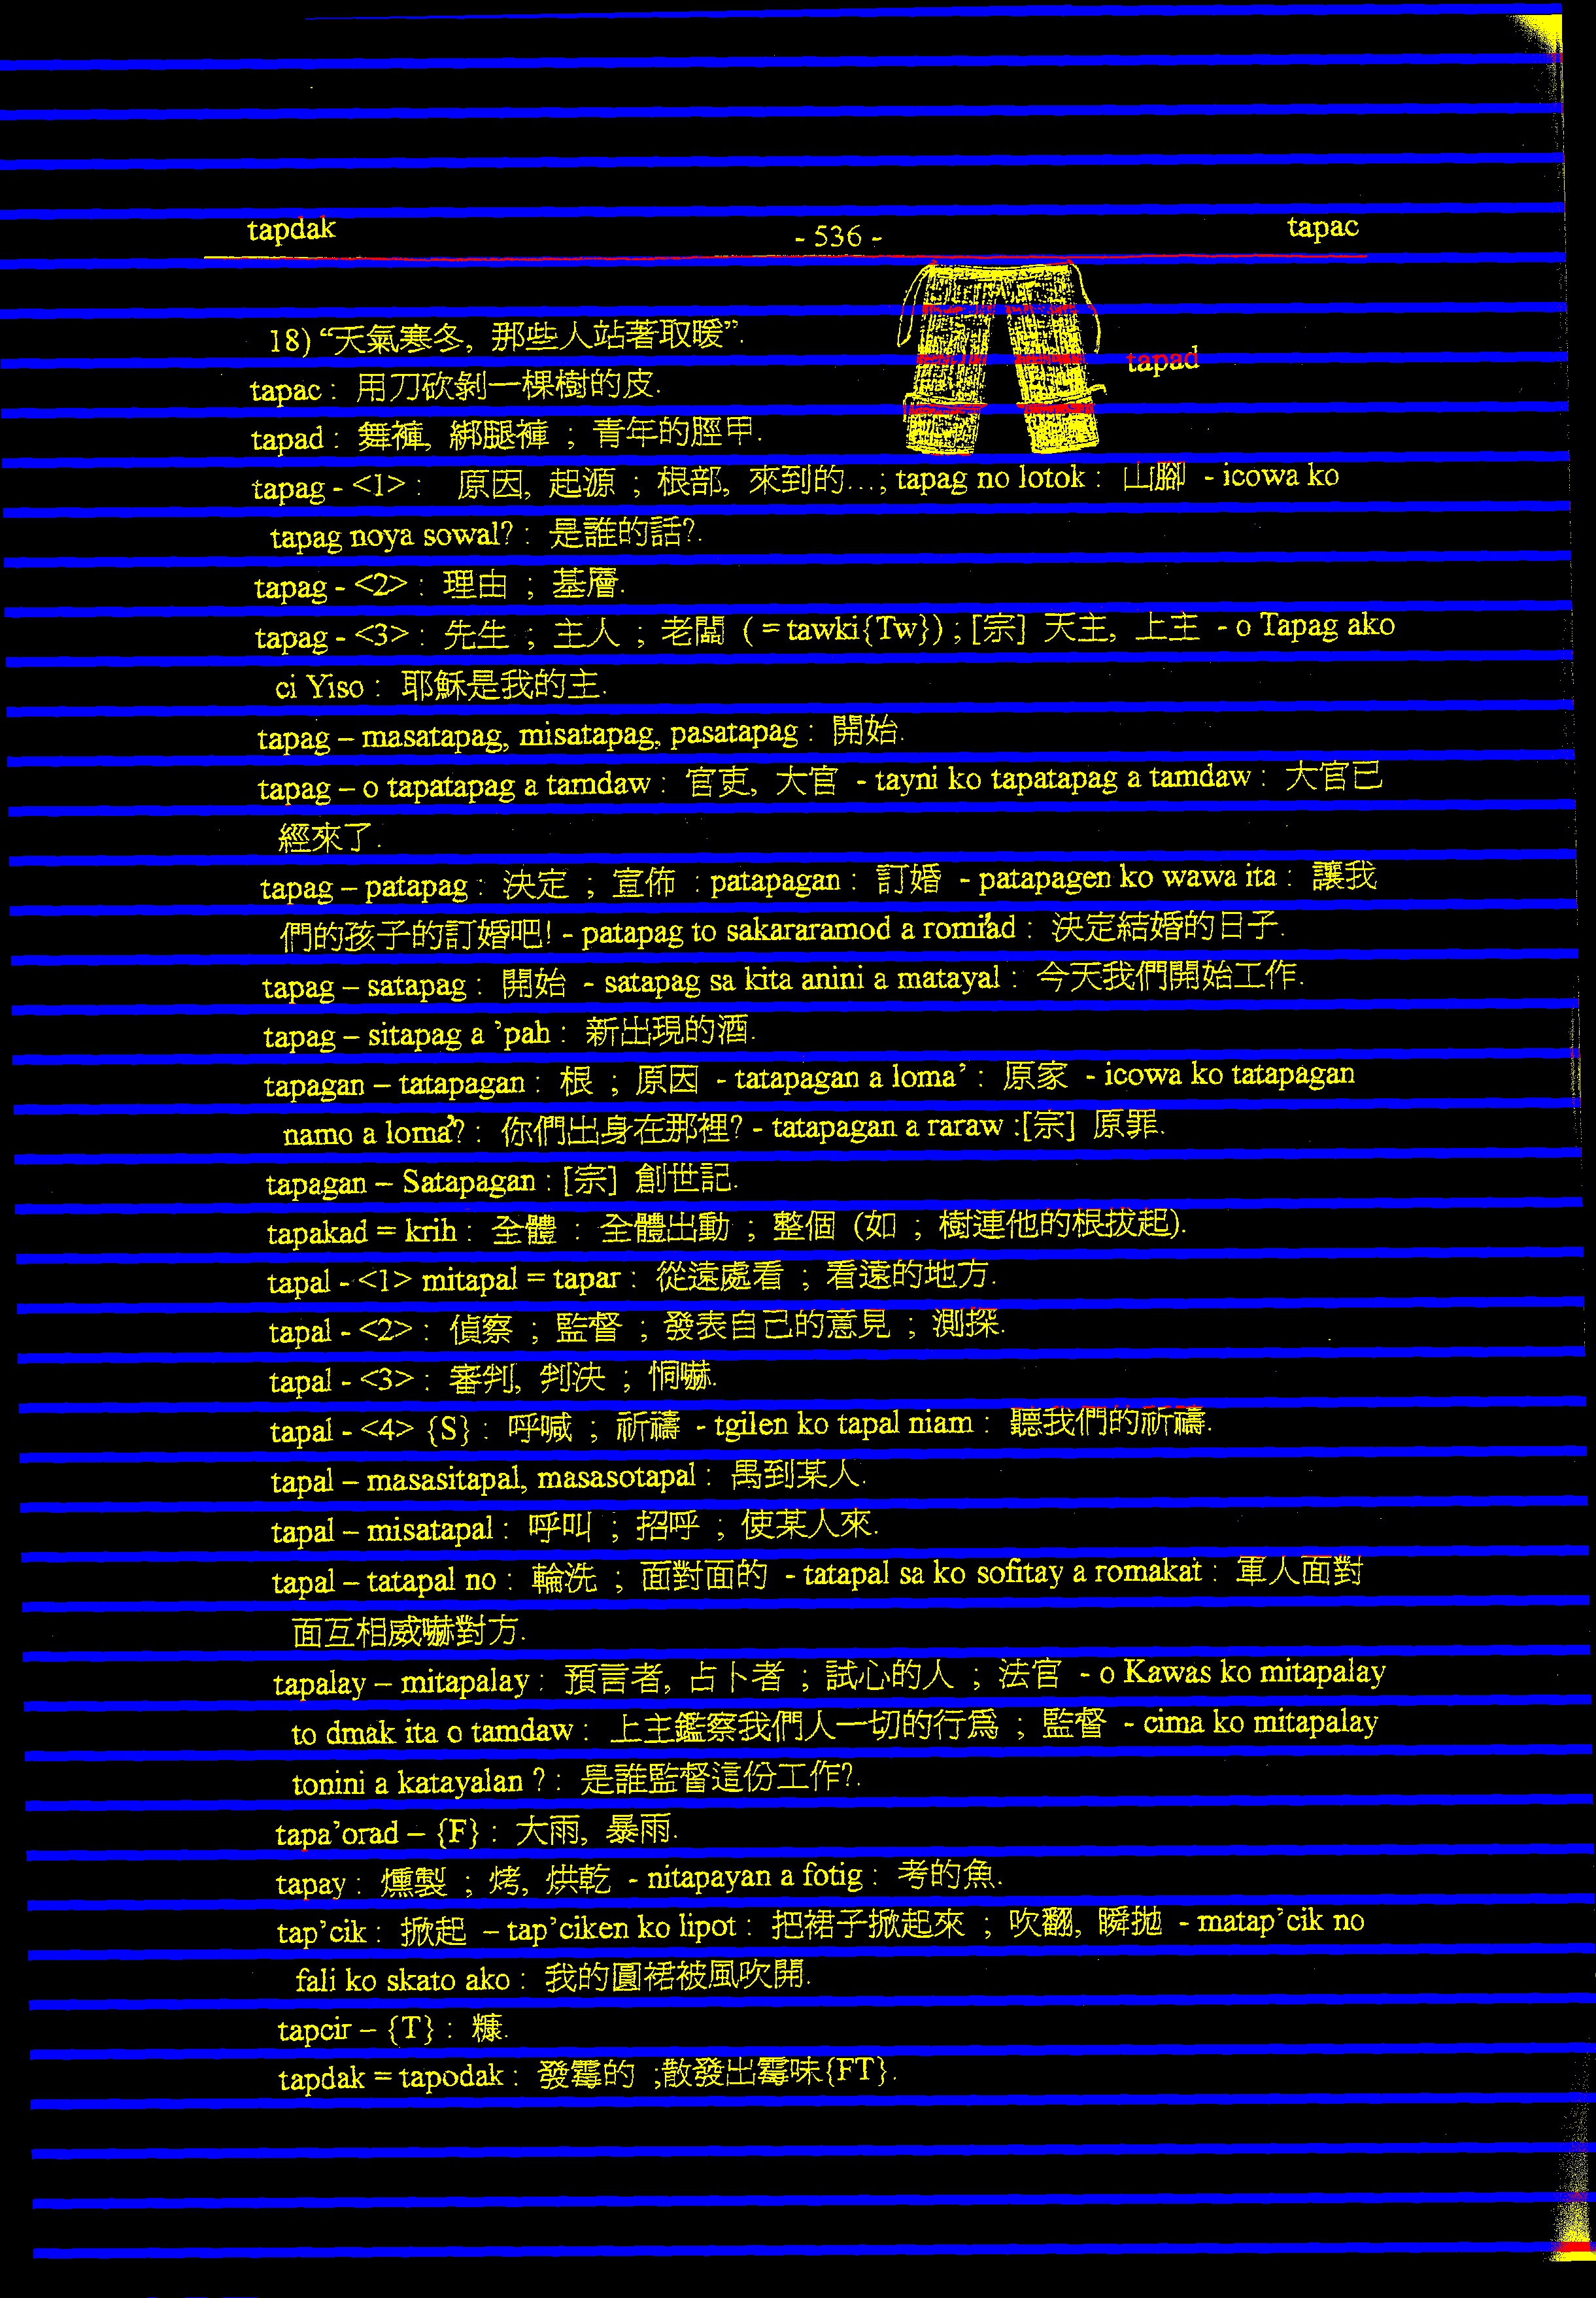 tapdak - 536 - tapac
18) “天氣寒冬, 那些人站著取暖”.
tapad
tapac : 用刀砍剝一棵樹的皮.
tapad : 舞褲, 綁腿褲 ; 青年的脛甲.
tapag - <1> : 原因, 起源 ; 根部, 來到的...; tapag no lotok : 山腳 - icowa ko
tapag noya sowal? : 是誰的話?.
tapag - <2> : 理由 ; 基層.
tapag - <3> : 先生 ; 主人 ; 老闆 ( = tawki{Tw}) ; [宗] 天主, 上主 - o Tapag ako
ci Yiso : 耶穌是我的主.
tapag – masatapag, misatapag, pasatapag : 開始.
tapag – o tapatapag a tamdaw : 官吏, 大官 - tayni ko tapatapag a tamdaw : 大官已
經來了.
tapag – patapag : 決定 ; 宣佈 : patapagan : 訂婚 - patapagen ko wawa ita : 讓我
們的孩子的訂婚吧! - patapag to sakararamod a romi'ad : 決定結婚的日子.
tapag – satapag : 開始 - satapag sa kita anini a matayal : 今天我們開始工作.
tapag – sitapag a ’pah : 新出現的酒.
tapagan – tatapagan : 根 ; 原因 - tatapagan a loma’ : 原家 - icowa ko tatapagan
namo a loma’? : 你們出身在那裡? - tatapagan a raraw :[宗] 原罪.
tapagan – Satapagan : [宗] 創世記.
tapakad = krih : 全體 : 全體出動 ; 整個 (如 ; 樹連他的根拔起).
tapal - <1> mitapal = tapar : 從遠處看 ; 看遠的地方.
tapal - <2> : 偵察 ; 監督 ; 發表自己的意見 ; 測探.
tapal - <3> : 審判, 判決 ; 恫嚇.
tapal - <4> {S} : 呼喊 ; 祈禱 - tgilen ko tapal niam : 聽我們的祈禱.
tapal – masasitapal, masasotapal : 禺到某人.
tapal – misatapal : 呼叫 ; 招呼 ; 使某人來.
tapal – tatapal no : 輪洗 ; 面對面的 - tatapal sa ko sofitay a romakat : 軍人面對
面互相威嚇對方.
tapalay – mitapalay : 預言者, 占卜者 ; 試心的人 ; 法官 - o Kawas ko mitapalay
to dmak ita o tamdaw : 上主鑑察我們人一切的行爲 ; 監督 - cima ko mitapalay
tonini a katayalan ? : 是誰監督這份工作?.
tapa’orad – {F} : 大雨, 暴雨.
tapay : 燻製 ; 烤, 烘乾 - nitapayan a fotig : 考的魚.
tap’cik : 掀起 – tap’ciken ko lipot : 把裙子掀起來 ; 吹翻, 瞬拋 - matap’cik no
fali ko skato ako : 我的圓裙被風吹開.
tapcir – {T} : 糠.
tapdak = tapodak : 發霉的 ;散發出霉味{FT}.